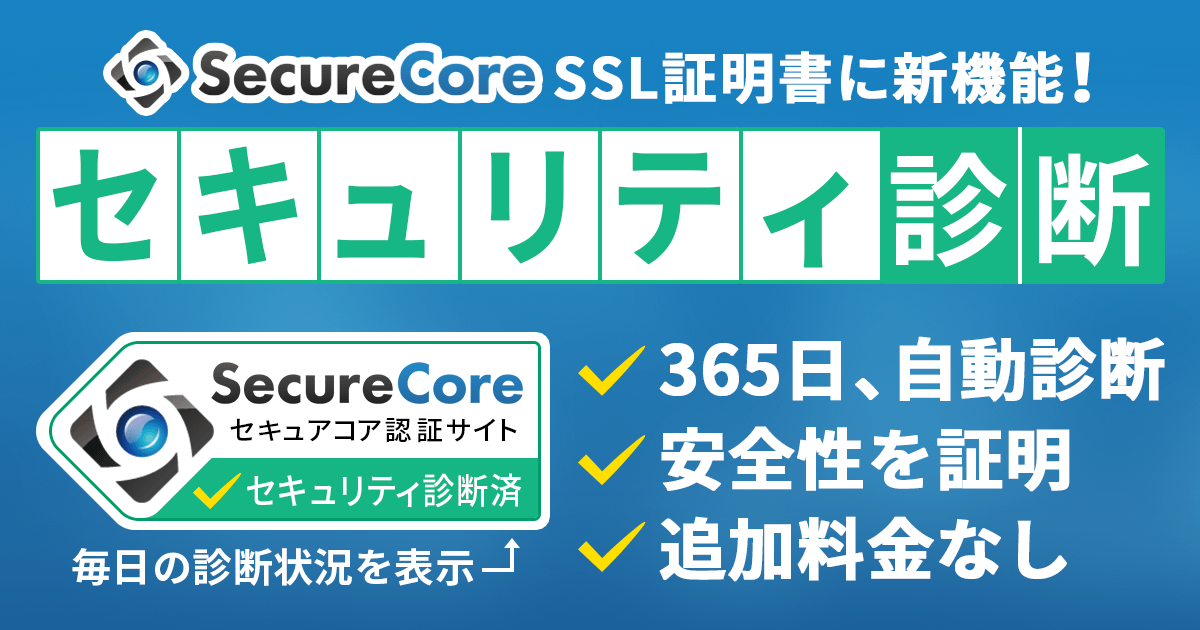 SecureCore SSL証明書に新機能！
セキュリティ診断
SecureCore
セキュアコア認証サイト
セキュリティ診断済
毎日の診断状況を表示
365日、自動診断
安全性を証明
追加料金なし